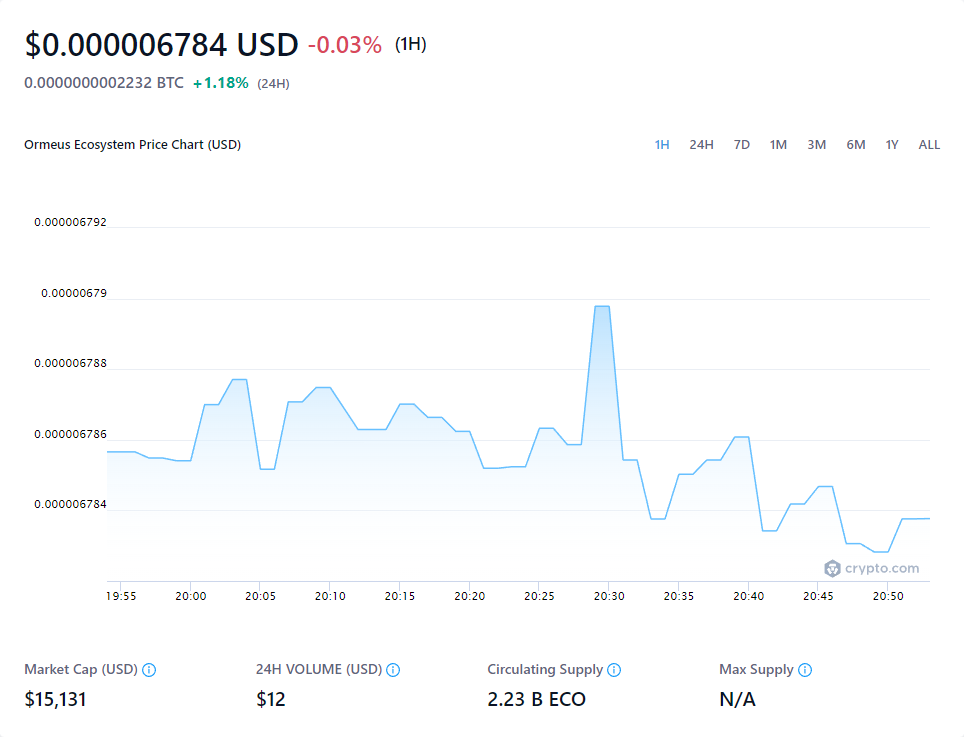 $0.000006784 USD -0.03% (1H)
0.0000000002232 BTC +1.18% (24H)
Ormeus Ecosystem Price Chart (USD) 1H 24H 7D 1M 3M 6M 1Y ALL
0.000006792
0.00000679
0.000006788
0.000006786
0.000006784
crypto.com
19:55 20:00 20:05 20:10 20:15 20:20 20:25 20:30 20:35 20:40 20:45 20:50
Market Cap (USD) 24H VOLUME (USD) Circulating Supply Max Supply
$15,131 $12 2.23 B ECO N/A